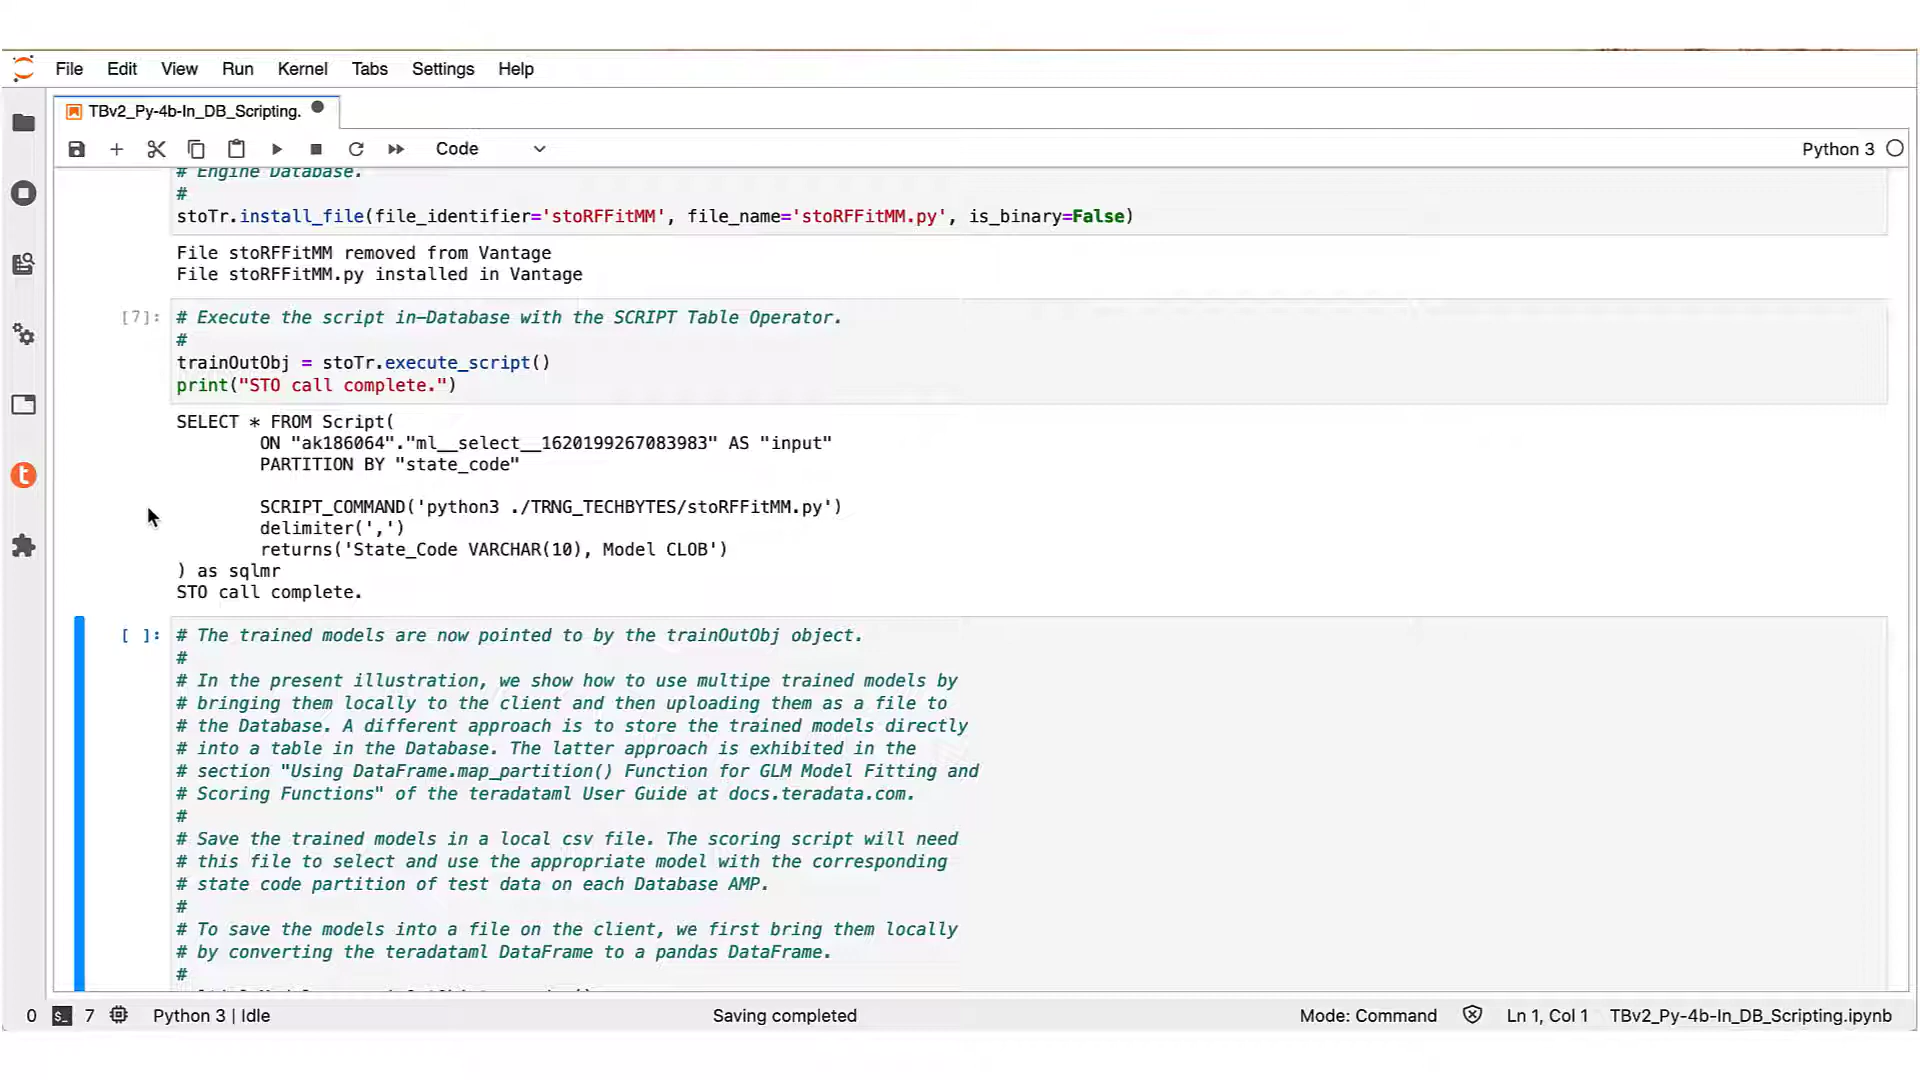 File Edit View Run Kernel Tabs Settings Help
TBv2_Py-4b-In_DB_Scripting.
Code Python 3
# Engine Database.
#
stoTr.install_file(file_identifier='stoRFFitMM', file_name='stoRFFitMM.py', is_binary=False)
File stoRFFitMM removed from Vantage
File stoRFFitMM.py installed in Vantage
[7]: # Execute the script in-Database with the SCRIPT Table Operator.
#
trainOutObj = stoTr.execute_script()
print("STO call complete.")
SELECT * FROM Script(
ON "ak186064"."ml__select__1620199267083983" AS "input"
PARTITION BY "state_code"
SCRIPT_COMMAND('python3 ./TRNG_TECHBYTES/stoRFFitMM.py')
delimiter(',')
returns('State_Code VARCHAR(10), Model CLOB')
) as sqlmr
STO call complete.
[ ]: # The trained models are now pointed to by the trainOutObj object.
#
# In the present illustration, we show how to use multipe trained models by
# bringing them locally to the client and then uploading them as a file to
# the Database. A different approach is to store the trained models directly
# into a table in the Database. The latter approach is exhibited in the
# section "Using DataFrame.map_partition() Function for GLM Model Fitting and
# Scoring Functions" of the teradataml User Guide at docs.teradata.com.
#
# Save the trained models in a local csv file. The scoring script will need
# this file to select and use the appropriate model with the corresponding
# state code partition of test data on each Database AMP.
#
# To save the models into a file on the client, we first bring them locally
# by converting the teradataml DataFrame to a pandas DataFrame.
#
0 $_ 7 Python 3 | Idle Saving completed Mode: Command Ln 1, Col 1 TBv2_Py-4b-In_DB_Scripting.ipynb